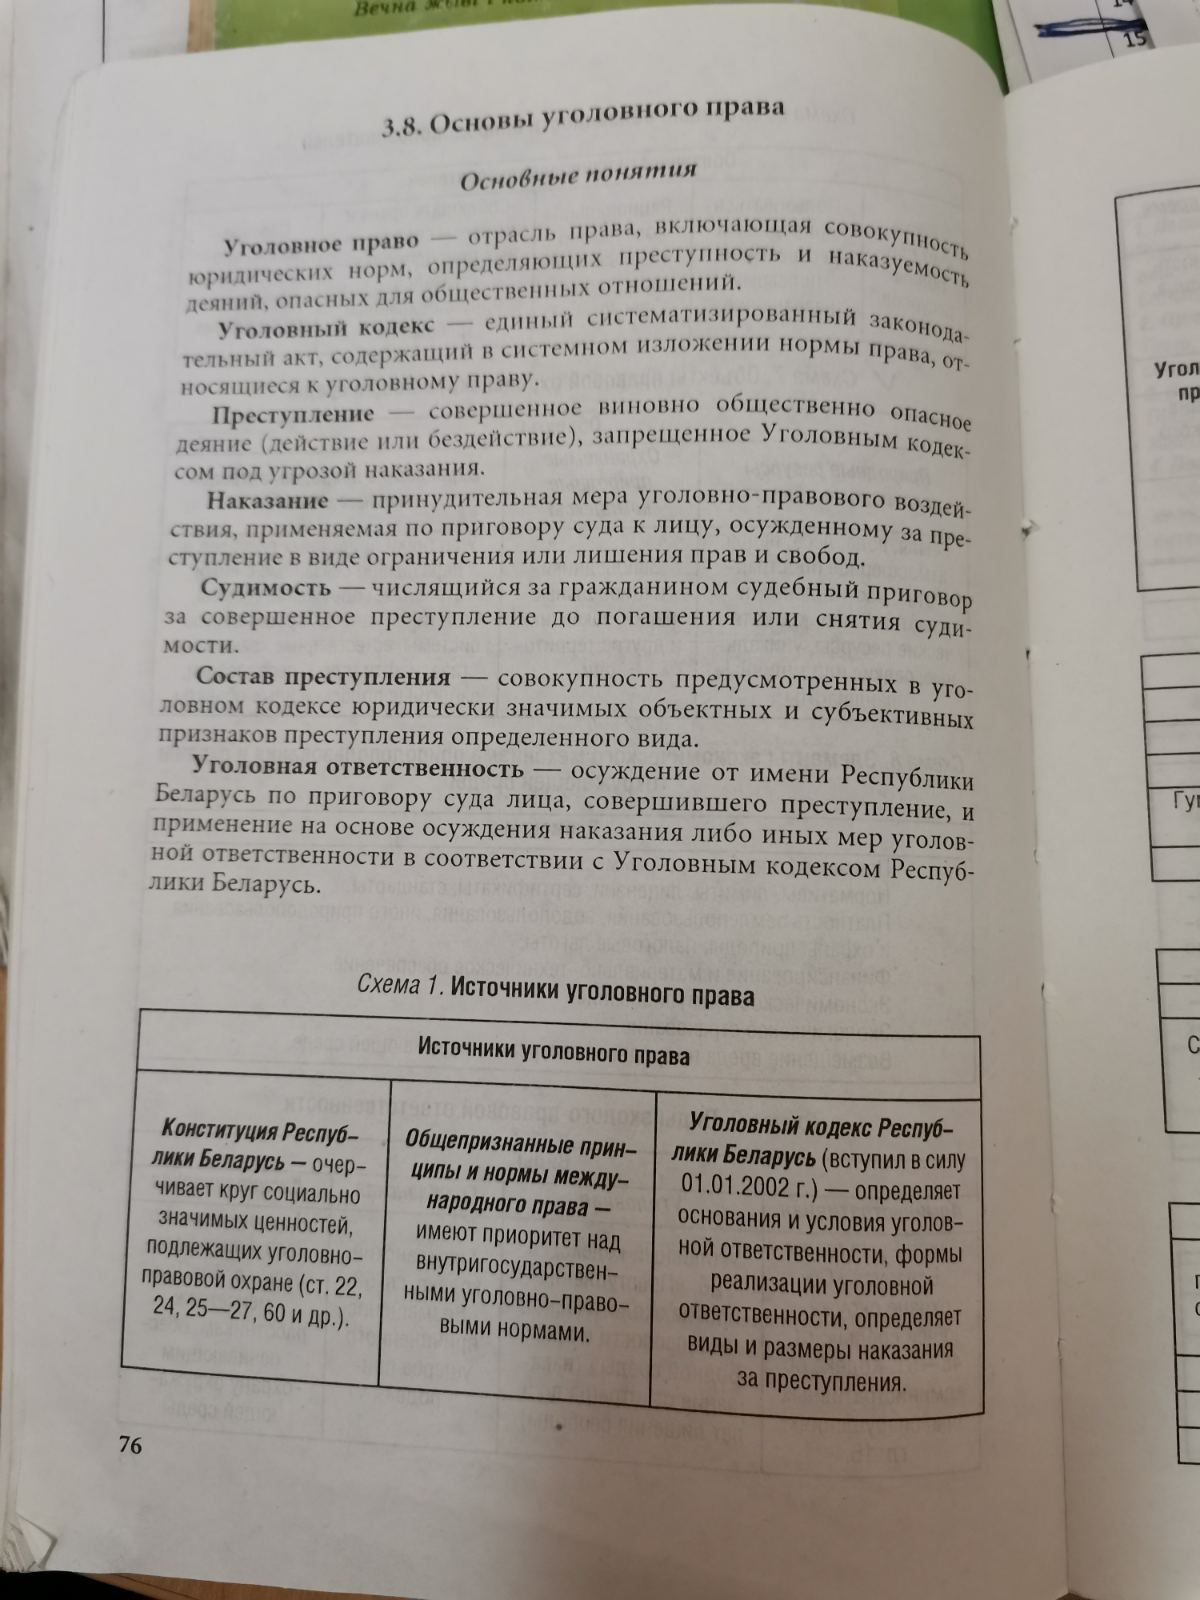 Вечна жывi
14
15
3.8. Основы уголовного права
Основные понятия
Уголовное право — отрасль права, включающая совокупность
юридических норм, определяющих преступность и наказуемость
деяний, опасных для общественных отношений.
Уголовный кодекс — единый систематизированный законода-
тельный акт, содержащий в системном изложении нормы права, от-
носящиеся к уголовному праву.
Преступление — совершенное виновно общественно опасное
деяние (действие или бездействие), запрещенное Уголовным кодек-
сом под угрозой наказания.
Наказание — принудительная мера уголовно-правового воздей-
ствия, применяемая по приговору суда к лицу, осужденному за пре-
ступление в виде ограничения или лишения прав и свобод.
Судимость — числящийся за гражданином судебный приговор
за совершенное преступление до погашения или снятия суди-
мости.
Состав преступления — совокупность предусмотренных в уго-
ловном кодексе юридически значимых объектных и субъективных
признаков преступления определенного вида.
Уголовная ответственность — осуждение от имени Республики
Беларусь по приговору суда лица, совершившего преступление, и
применение на основе осуждения наказания либо иных мер уголов-
ной ответственности в соответствии с Уголовным кодексом Респуб-
лики Беларусь.
Схема 1. Источники уголовного права
Источники уголовного права
Конституция Респуб-
лики Беларусь — очер-
чивает круг социально
значимых ценностей,
подлежащих уголовно-
правовой охране (ст. 22,
24, 25—27, 60 и др.).
Общепризнанные прин-
ципы и нормы между-
народного права —
имеют приоритет над
внутригосударствен-
ными уголовно-право-
выми нормами.
Уголовный кодекс Респуб-
лики Беларусь (вступил в силу
01.01.2002 г.) — определяет
основания и условия уголов-
ной ответственности, формы
реализации уголовной
ответственности, определяет
виды и размеры наказания
за преступления.
76
Угол
пр
Гум
С